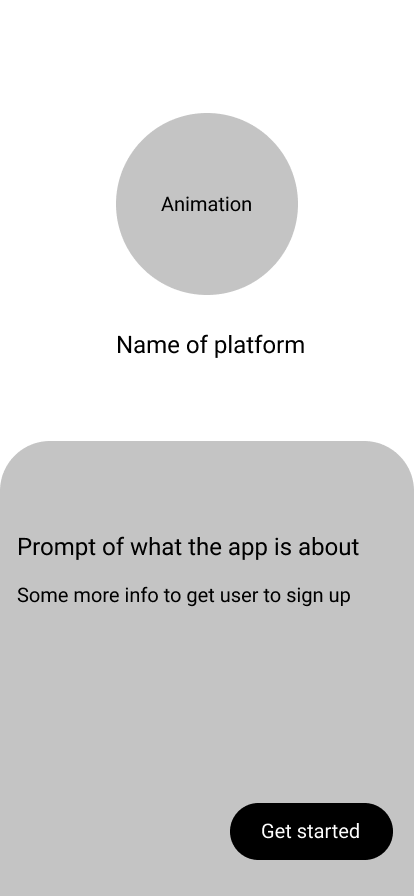 Animation
Name of platform
Prompt of what the app is about
Some more info to get user to sign up
Get started